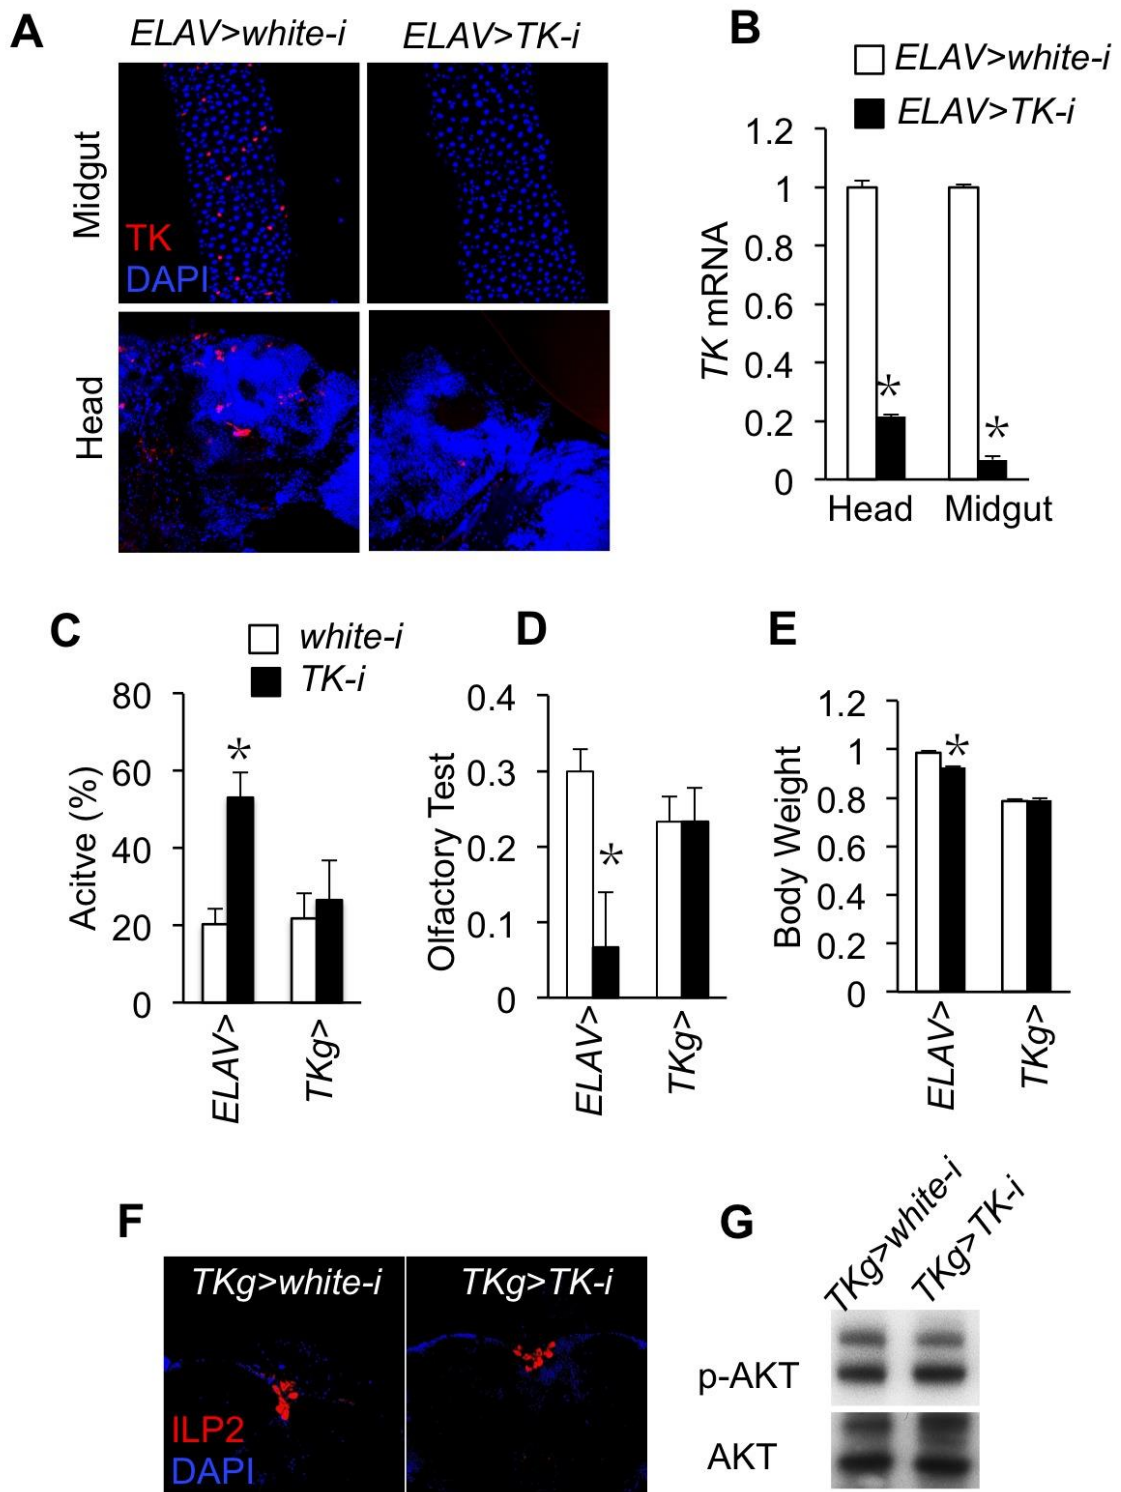 A
ELAV>white-i
ELAV>TK-i
Midgut
TK
DAPI
Head
B
ELAV>white-i
ELAV>TK-i
1.2
1
0.8
0.6
0.4
0.2
0
TK mRNA
*
*
Head
Midgut
C
white-i
TK-i
80
60
40
20
0
Acitve (%)
*
ELAV>
TKg>
D
0.4
0.3
0.2
0.1
0
Olfactory Test
*
ELAV>
TKg>
E
1.2
1
0.8
0.6
0.4
0.2
0
Body Weight
*
ELAV>
TKg>
F
TKg>white-i
TKg>TK-i
ILP2
DAPI
G
TKg>white-i
TKg>TK-i
p-AKT
AKT